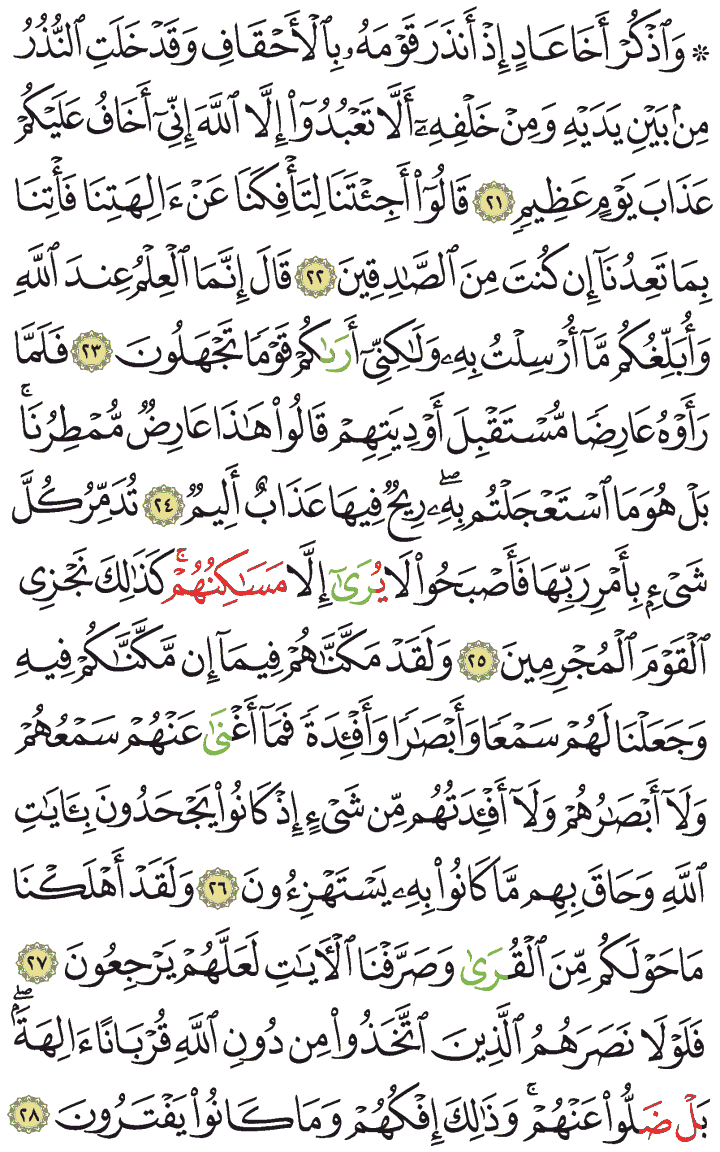 ۞ وَٱذۡكُرۡ أَخَا عَادٍ إِذۡ أَنذَرَ قَوۡمَهُۥ بِٱلۡأَحۡقَافِ وَقَدۡ خَلَتِ ٱلنُّذُرُ
مِنۢ بَيۡنِ يَدَيۡهِ وَمِنۡ خَلۡفِهِۦٓ أَلَّا تَعۡبُدُوٓاْ إِلَّا ٱللَّهَ إِنِّيٓ أَخَافُ عَلَيۡكُمۡ
عَذَابَ يَوۡمٍ عَظِيمٖ ٢١ قَالُوٓاْ أَجِئۡتَنَا لِتَأۡفِكَنَا عَنۡ ءَالِهَتِنَا فَأۡتِنَا
بِمَا تَعِدُنَآ إِن كُنتَ مِنَ ٱلصَّٰدِقِينَ ٢٢ قَالَ إِنَّمَا ٱلۡعِلۡمُ عِندَ ٱللَّهِ
وَأُبَلِّغُكُم مَّآ أُرۡسِلۡتُ بِهِۦ وَلَٰكِنِّيٓ أَرَىٰكُمۡ قَوۡمٗا تَجۡهَلُونَ ٢٣ فَلَمَّا
رَأَوۡهُ عَارِضٗا مُّسۡتَقۡبِلَ أَوۡدِيَتِهِمۡ قَالُواْ هَٰذَا عَارِضٞ مُّمۡطِرُنَاۚ
بَلۡ هُوَ مَا ٱسۡتَعۡجَلۡتُم بِهِۦۖ رِيحٞ فِيهَا عَذَابٌ أَلِيمٞ ٢٤ تُدَمِّرُ كُلَّ
شَيۡءِۭ بِأَمۡرِ رَبِّهَا فَأَصۡبَحُواْ لَا يُرَىٰٓ إِلَّا مَسَٰكِنُهُمۡۚ كَذَٰلِكَ نَجۡزِي
ٱلۡقَوۡمَ ٱلۡمُجۡرِمِينَ ٢٥ وَلَقَدۡ مَكَّنَّٰهُمۡ فِيمَآ إِن مَّكَّنَّٰكُمۡ فِيهِ
وَجَعَلۡنَا لَهُمۡ سَمۡعٗا وَأَبۡصَٰرٗا وَأَفۡـِٔدَةٗ فَمَآ أَغۡنَىٰ عَنۡهُمۡ سَمۡعُهُمۡ
وَلَآ أَبۡصَٰرُهُمۡ وَلَآ أَفۡـِٔدَتُهُم مِّن شَيۡءٍ إِذۡ كَانُواْ يَجۡحَدُونَ بِـَٔايَٰتِ
ٱللَّهِ وَحَاقَ بِهِم مَّا كَانُواْ بِهِۦ يَسۡتَهۡزِءُونَ ٢٦ وَلَقَدۡ أَهۡلَكۡنَا
مَا حَوۡلَكُم مِّنَ ٱلۡقُرَىٰ وَصَرَّفۡنَا ٱلۡأٓيَٰتِ لَعَلَّهُمۡ يَرۡجِعُونَ ٢٧
فَلَوۡلَا نَصَرَهُمُ ٱلَّذِينَ ٱتَّخَذُواْ مِن دُونِ ٱللَّهِ قُرۡبَانًا ءَالِهَةَۢۖ
بَلۡ ضَلُّواْ عَنۡهُمۡۚ وَذَٰلِكَ إِفۡكُهُمۡ وَمَا كَانُواْ يَفۡتَرُونَ ٢٨